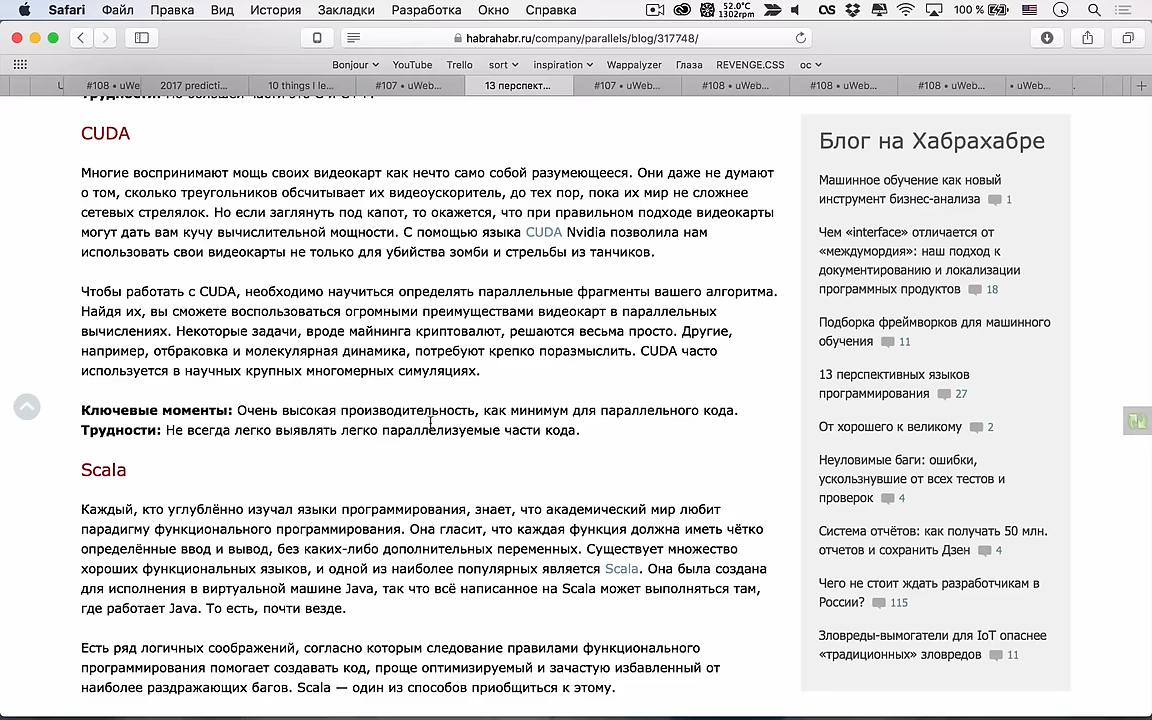 Safari Файл Правка Вид История Закладки Разработка Окно Справка 52.0°C 1302rpm 100 %
habrahabr.ru/company/parallels/blog/317748/
Bonjour YouTube Trello sort inspiration Wappalyzer Глаза REVENGE.CSS ос
#108 • uWe 2017 predicti... 10 things I le... #107 • uWeb... 13 перспект... #107 • uWeb... #108 • uWeb... #108 • uWeb... #108 • uWeb... • uWeb...
CUDA
Многие воспринимают мощь своих видеокарт как нечто само собой разумеющееся. Они даже не думают
о том, сколько треугольников обсчитывает их видеоускоритель, до тех пор, пока их мир не сложнее
сетевых стрелялок. Но если заглянуть под капот, то окажется, что при правильном подходе видеокарты
могут дать вам кучу вычислительной мощности. С помощью языка CUDA Nvidia позволила нам
использовать свои видеокарты не только для убийства зомби и стрельбы из танчиков.
Чтобы работать с CUDA, необходимо научиться определять параллельные фрагменты вашего алгоритма.
Найдя их, вы сможете воспользоваться огромными преимуществами видеокарт в параллельных
вычислениях. Некоторые задачи, вроде майнинга криптовалют, решаются весьма просто. Другие,
например, отбраковка и молекулярная динамика, потребуют крепко поразмыслить. CUDA часто
используется в научных крупных многомерных симуляциях.
Ключевые моменты: Очень высокая производительность, как минимум для параллельного кода.
Трудности: Не всегда легко выявлять легко параллелизуемые части кода.
Scala
Каждый, кто углублённо изучал языки программирования, знает, что академический мир любит
парадигму функционального программирования. Она гласит, что каждая функция должна иметь чётко
определённые ввод и вывод, без каких-либо дополнительных переменных. Существует множество
хороших функциональных языков, и одной из наиболее популярных является Scala. Она была создана
для исполнения в виртуальной машине Java, так что всё написанное на Scala может выполняться там,
где работает Java. То есть, почти везде.
Есть ряд логичных соображений, согласно которым следование правилами функционального
программирования помогает создавать код, проще оптимизируемый и зачастую избавленный от
наиболее раздражающих багов. Scala — один из способов приобщиться к этому.
Блог на Хабрахабре
Машинное обучение как новый
инструмент бизнес-анализа 1
Чем «interface» отличается от
«междумордия»: наш подход к
документированию и локализации
программных продуктов 18
Подборка фреймворков для машинного
обучения 11
13 перспективных языков
программирования 27
От хорошего к великому 2
Неуловимые баги: ошибки,
ускользнувшие от всех тестов и
проверок 4
Система отчётов: как получать 50 млн.
отчетов и сохранить Дзен 4
Чего не стоит ждать разработчикам в
России? 115
Зловреды-вымогатели для IoT опаснее
«традиционных» зловредов 11